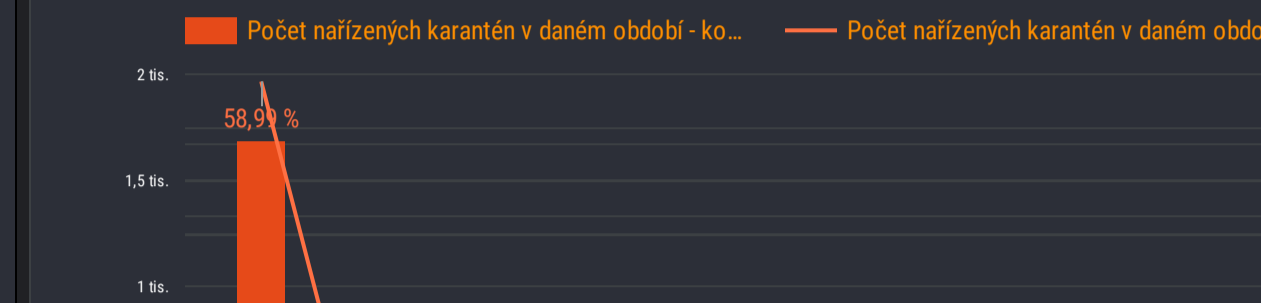 Počet nařízených karantén v daném období - ko...
Počet nařízených karantén v daném obdo
2 tis.
58,99 %
1,5 tis.
1 tis.